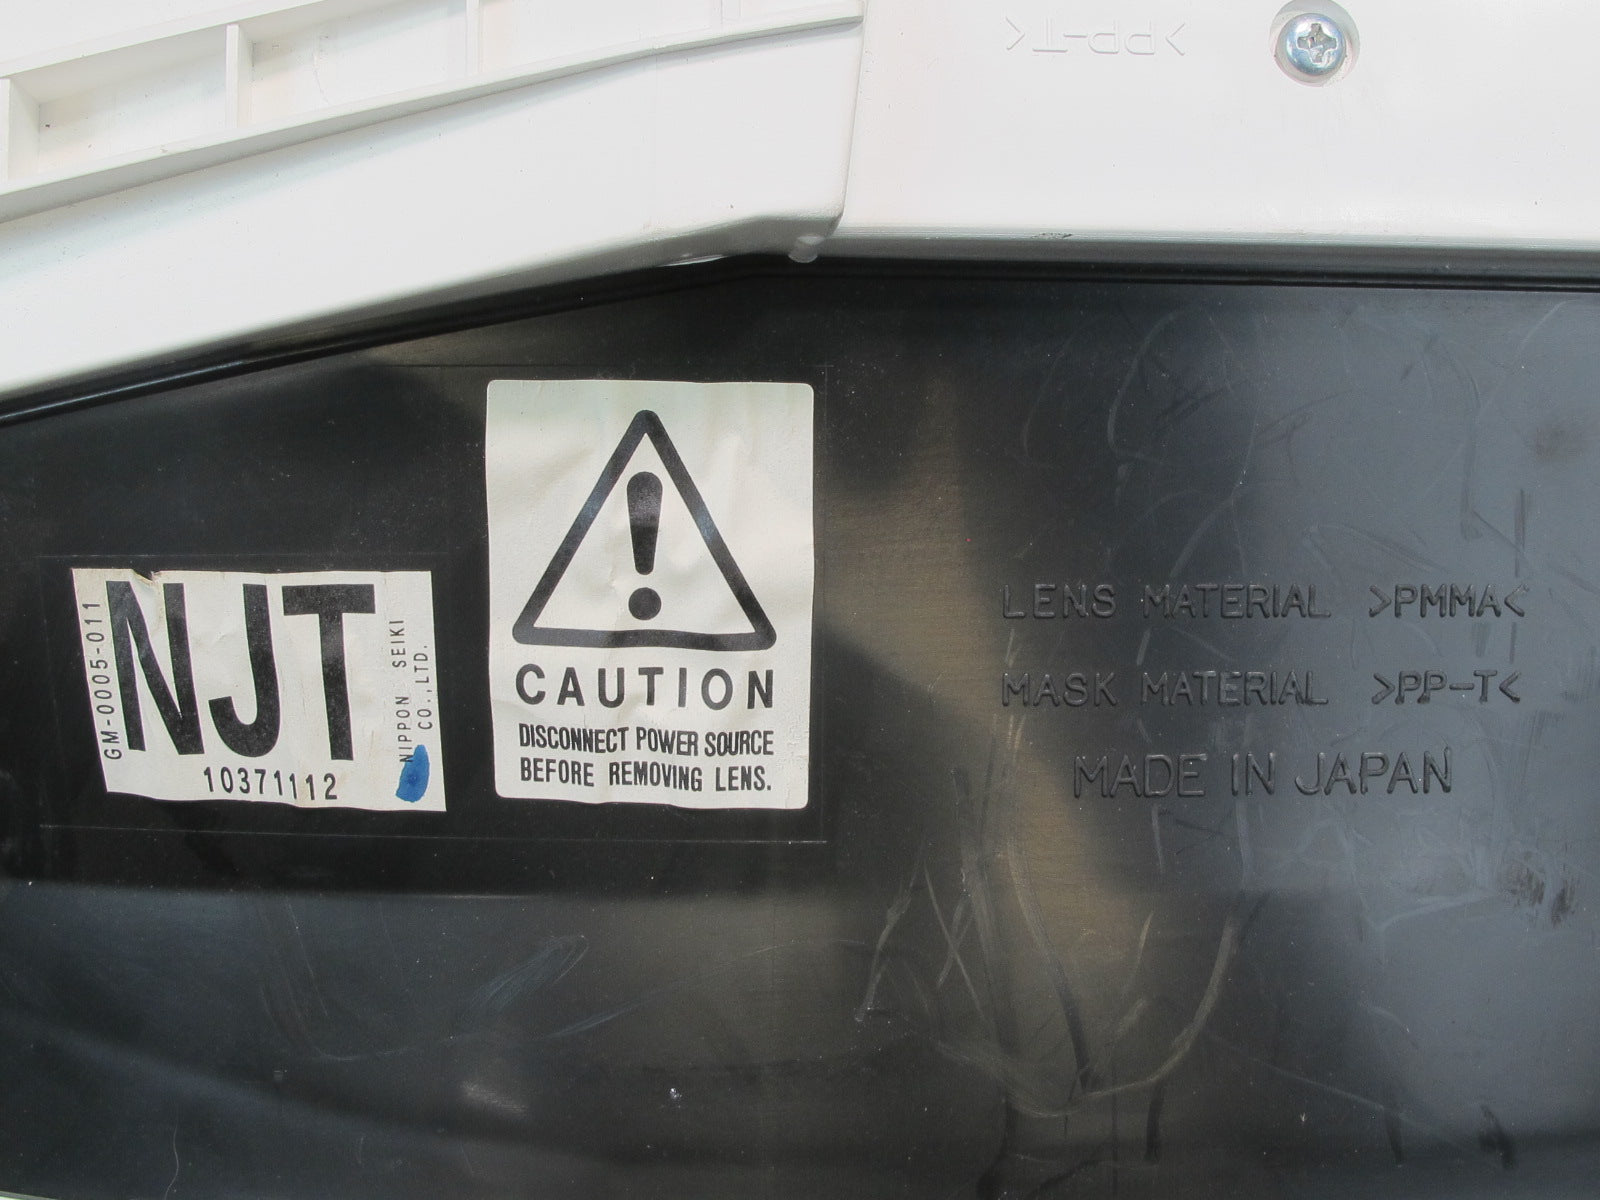 >PP-T<
GM-0005-011
NJT
NIPPON SEIKI
CO.,LTD.
10371112
CAUTION
DISCONNECT POWER SOURCE
BEFORE REMOVING LENS.
LENS MATERIAL >PMMA<
MASK MATERIAL >PP-T<
MADE IN JAPAN